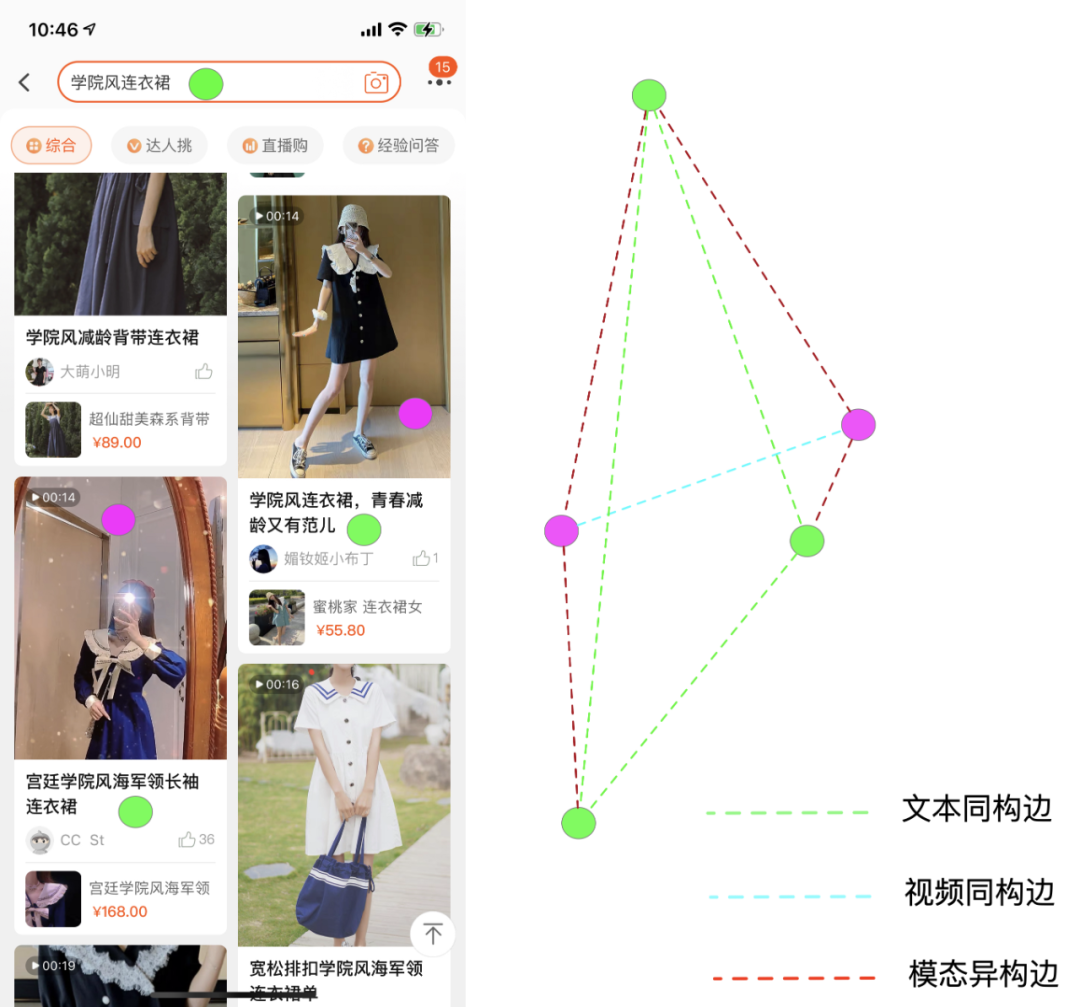 10:46
学院风连衣裙
15
综合
达人挑
直播购
经验问答
学院风减龄背带连衣裙
大萌小明
超仙甜美森系背带
¥89.00
00:14
宫廷学院风海军领长袖
连衣裙
CC St
36
宫廷学院风海军领
¥168.00
00:19
00:14
学院风连衣裙，青春减
龄又有范儿
媚钕姬小布丁
1
蜜桃家 连衣裙女
¥55.80
00:16
宽松排扣学院风海军领
连衣裙单
文本同构边
视频同构边
模态异构边